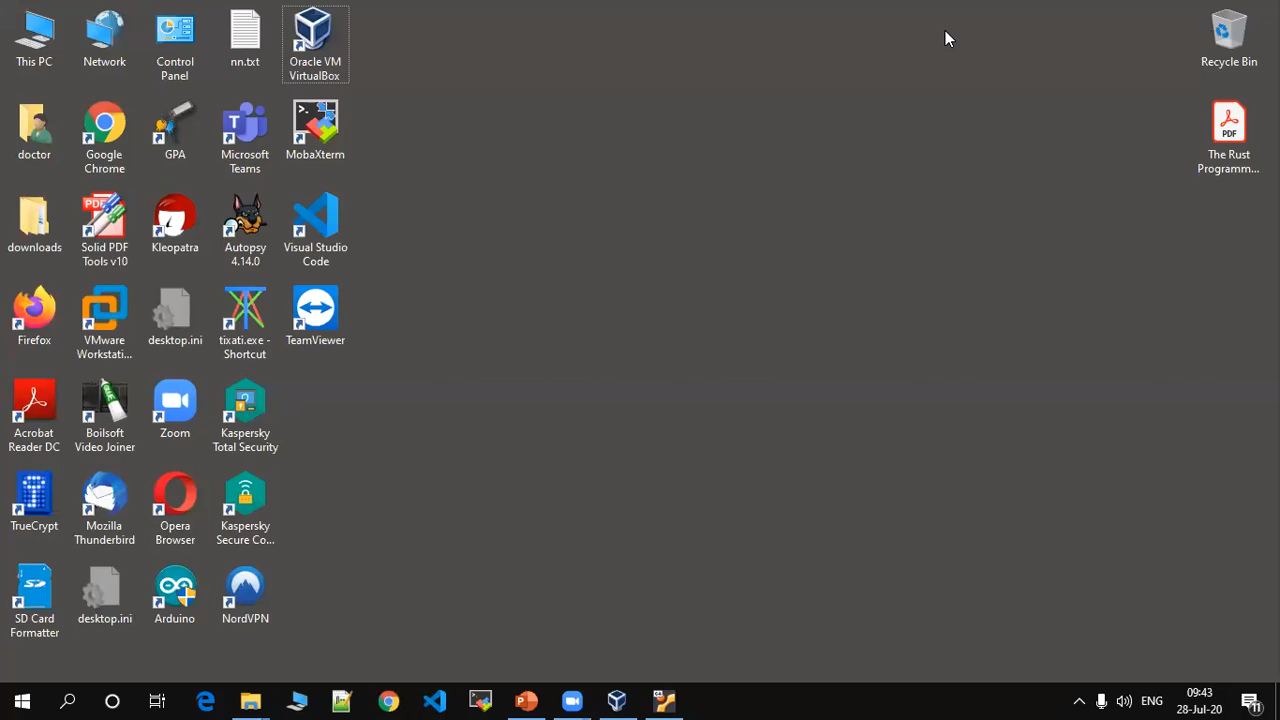 This PC
Network
Control
Panel
nn.txt
Oracle VM
VirtualBox
Recycle Bin
doctor
Google
Chrome
GPA
Microsoft
Teams
MobaXterm
PDF
The Rust
Programm...
downloads
PDF
Solid PDF
Tools v10
Kleopatra
Autopsy
4.14.0
Visual Studio
Code
Firefox
VMware
Workstati...
desktop.ini
tixati.exe -
Shortcut
TeamViewer
Acrobat
Reader DC
Boilsoft
Video Joiner
Zoom
Kaspersky
Total Security
TrueCrypt
Mozilla
Thunderbird
Opera
Browser
Kaspersky
Secure Co...
SD Card
Formatter
desktop.ini
Arduino
NordVPN
ENG
09:43
28-Jul-20
11